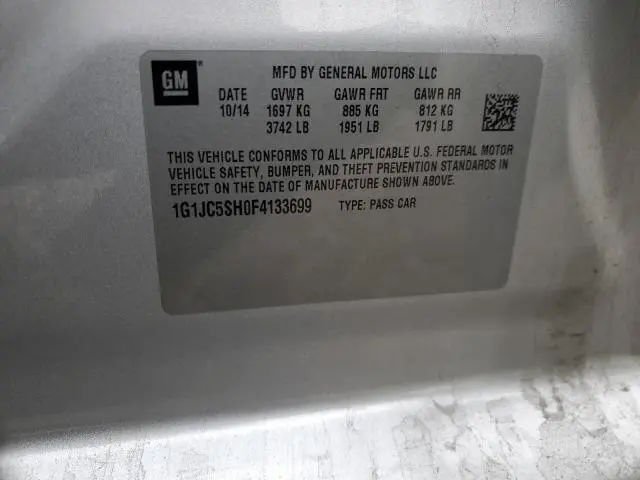 GM
MFD BY GENERAL MOTORS LLC
DATE GVWR GAWR FRT GAWR RR
10/14 1697 KG 885 KG 812 KG
3742 LB 1951 LB 1791 LB
THIS VEHICLE CONFORMS TO ALL APPLICABLE U.S. FEDERAL MOTOR
VEHICLE SAFETY, BUMPER, AND THEFT PREVENTION STANDARDS IN
EFFECT ON THE DATE OF MANUFACTURE SHOWN ABOVE.
1G1JC5SH0F4133699 TYPE: PASS CAR